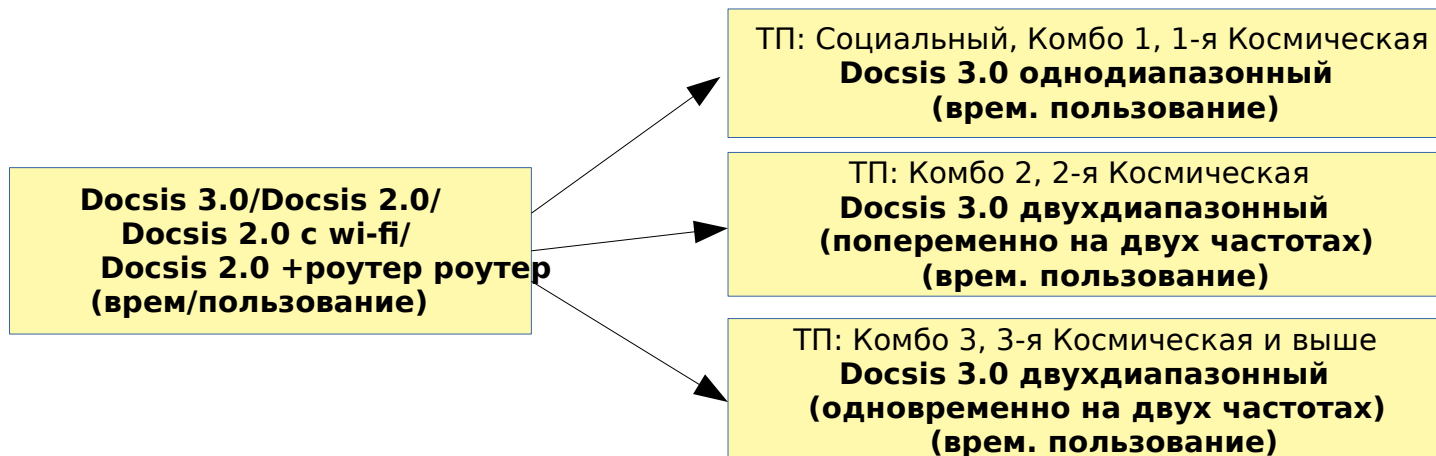 ТП: Социальный, Комбо 1, 1-я Космическая
Docsis 3.0 однодиапазонный
(врем. пользование)
Docsis 3.0/Docsis 2.0/
Docsis 2.0 с wi-fi/
Docsis 2.0 +роутер роутер
(врем/пользование)
ТП: Комбо 2, 2-я Космическая
Docsis 3.0 двухдиапазонный
(попеременно на двух частотах)
(врем. пользование)
ТП: Комбо 3, 3-я Космическая и выше
Docsis 3.0 двухдиапазонный
(одновременно на двух частотах)
(врем. пользование)